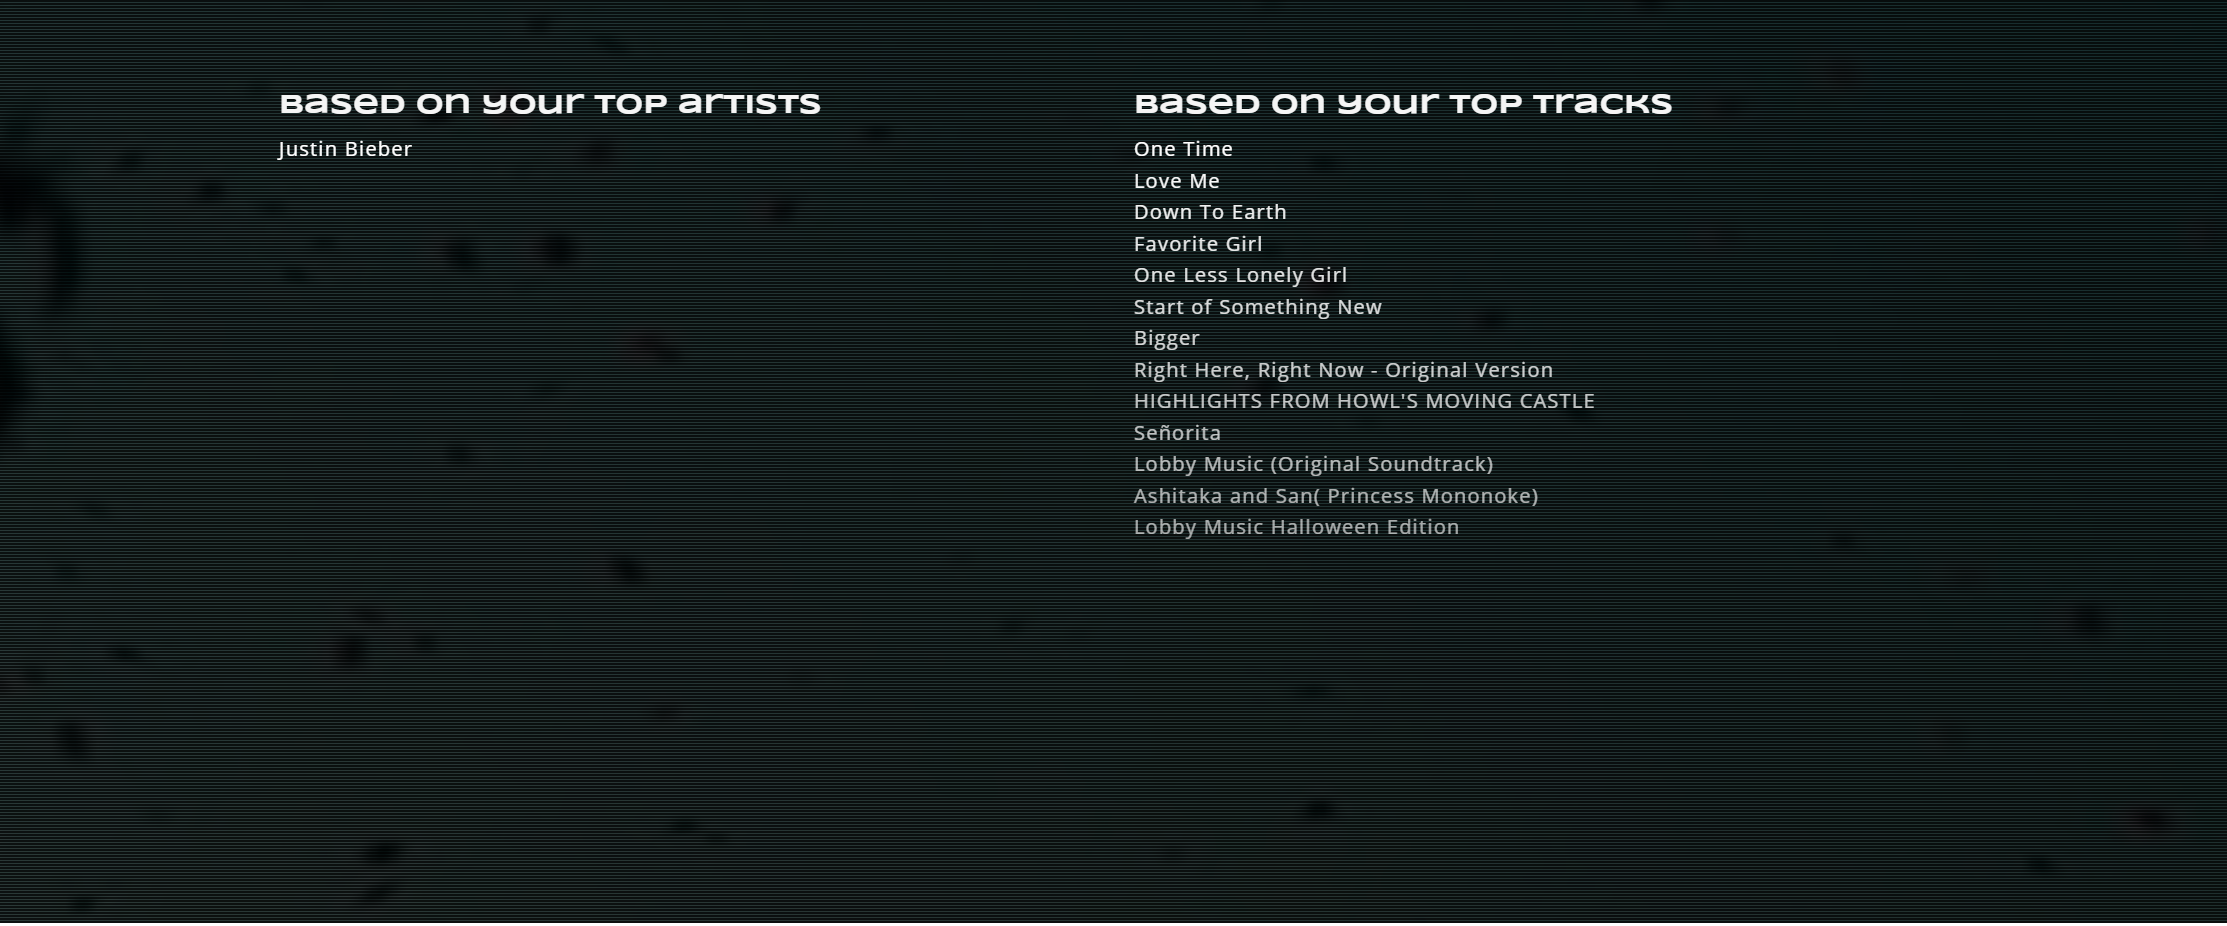 Based on your top artists
Justin Bieber
Based on your top tracks
One Time
Love Me
Down To Earth
Favorite Girl
One Less Lonely Girl
Start of Something New
Bigger
Right Here, Right Now - Original Version
HIGHLIGHTS FROM HOWL'S MOVING CASTLE
Señorita
Lobby Music (Original Soundtrack)
Ashitaka and San( Princess Mononoke)
Lobby Music Halloween Edition